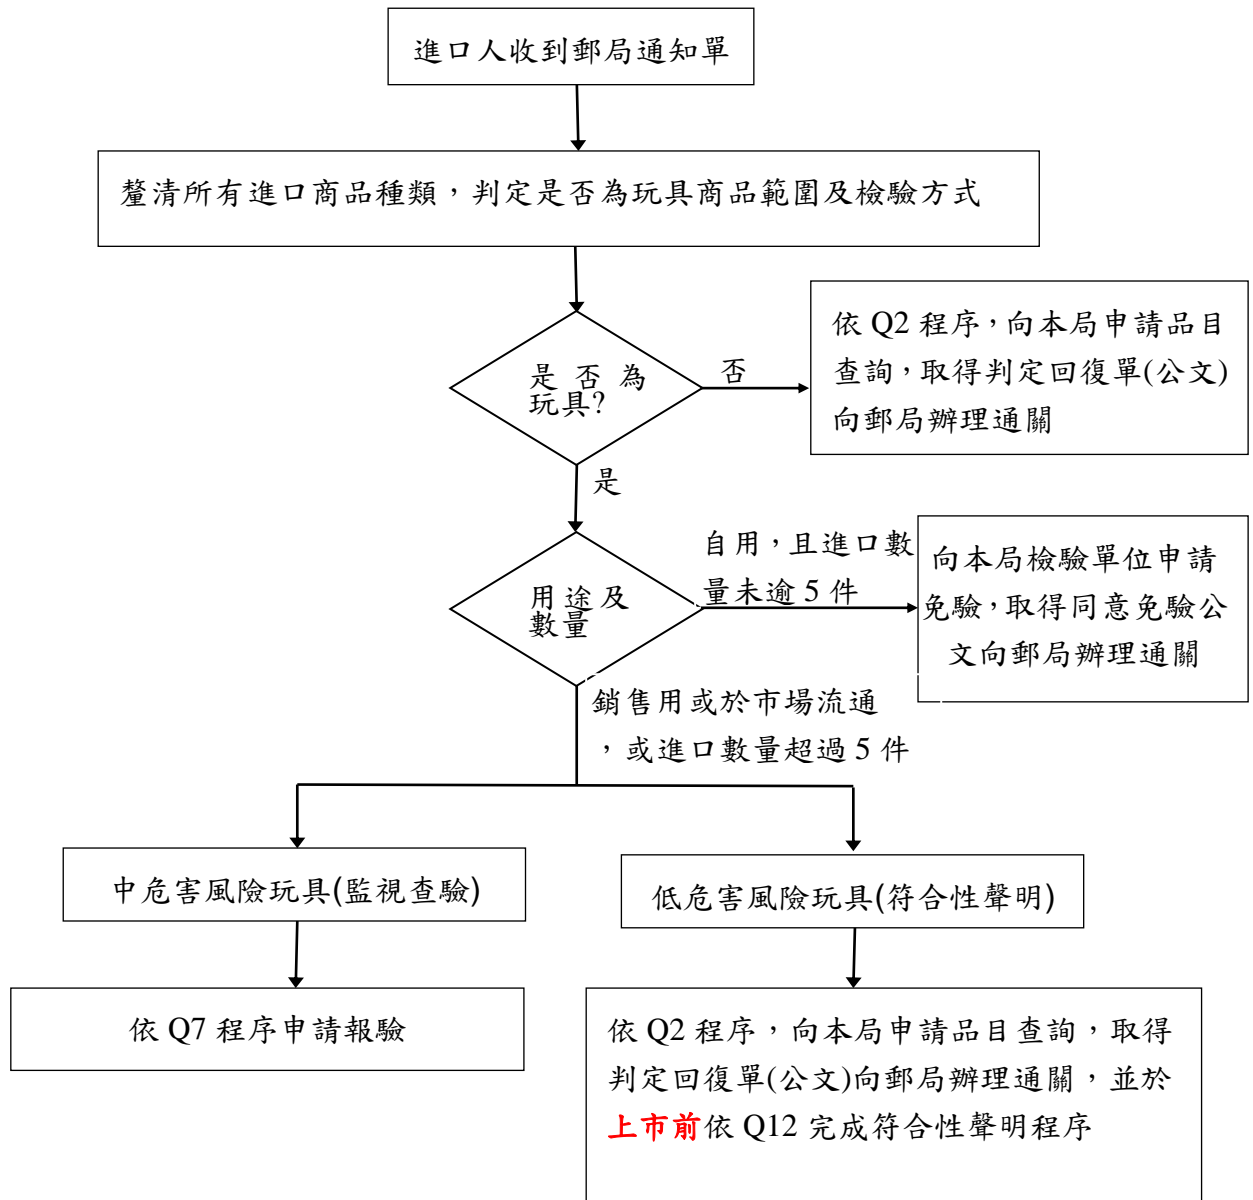 進口人收到郵局通知單
釐清所有進口商品種類，判定是否為玩具商品範圍及檢驗方式
是否為
玩具?
否
依 Q2 程序，向本局申請品目
查詢，取得判定回復單(公文)
向郵局辦理通關
是
用途及
數量
自用，且進口數
量未逾 5 件
向本局檢驗單位申請
免驗，取得同意免驗公
文向郵局辦理通關
銷售用或於市場流通
，或進口數量超過 5 件
中危害風險玩具(監視查驗)
低危害風險玩具(符合性聲明)
依 Q7 程序申請報驗
依 Q2 程序，向本局申請品目查詢，取得
判定回復單(公文)向郵局辦理通關，並於
上市前依 Q12 完成符合性聲明程序